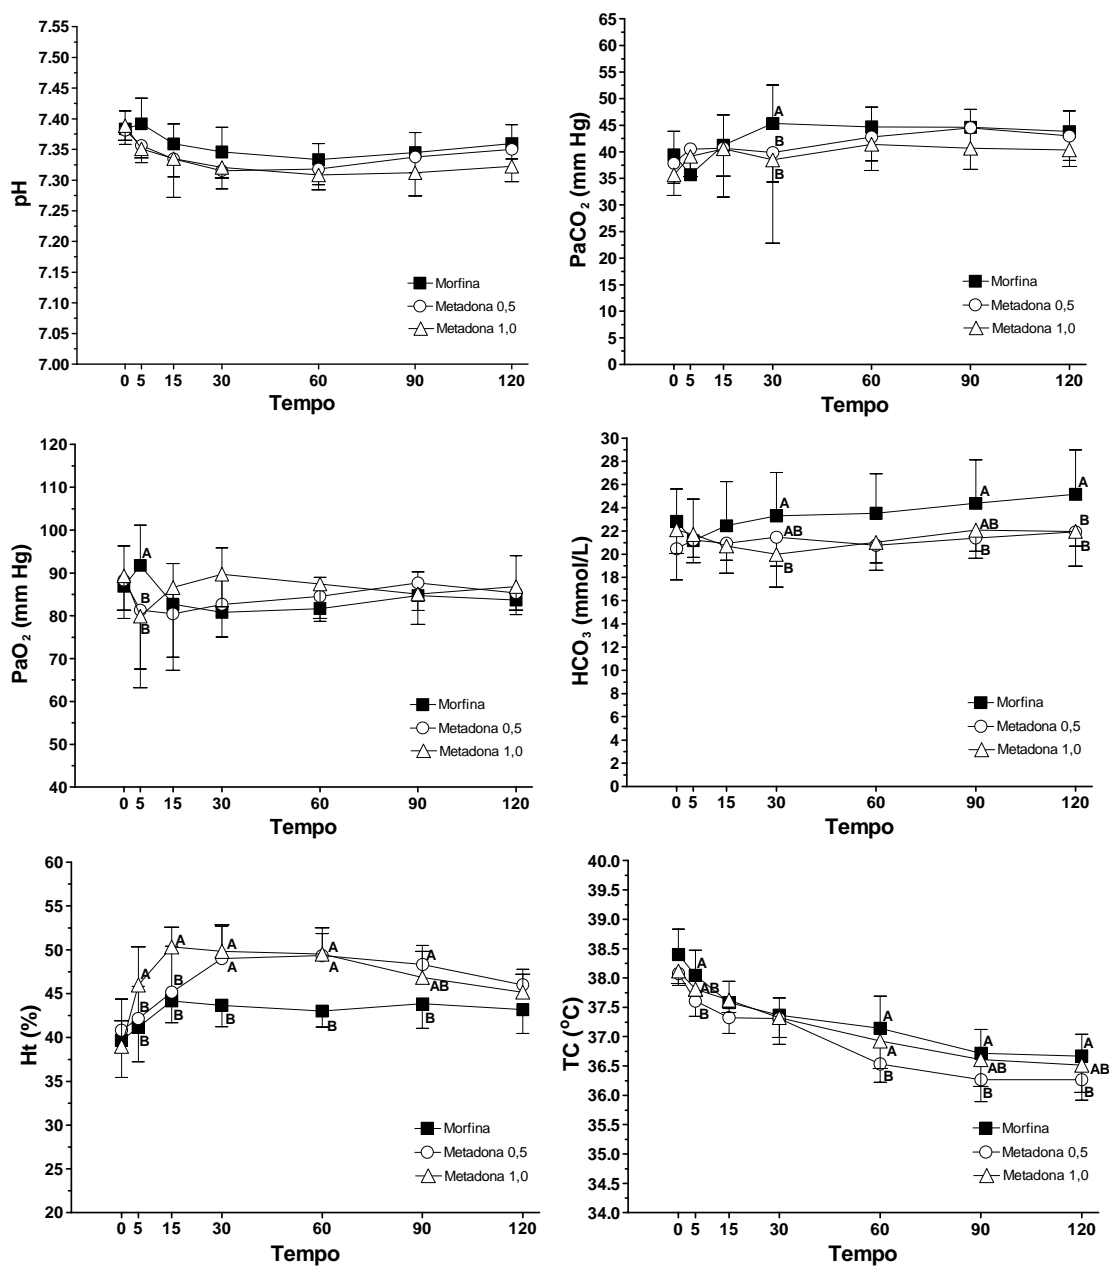 pH
7.55
7.50
7.45
7.40
7.35
7.30
7.25
7.20
7.15
7.10
7.05
7.00
Morfina
Metadona 0,5
Metadona 1,0
0 5 15 30 60 90 120
Tempo
PaCO2 (mm Hg)
65
60
55
50
45
40
35
30
25
20
15
10
5
0
A
B
B
Morfina
Metadona 0,5
Metadona 1,0
0 5 15 30 60 90 120
Tempo
PaO2 (mm Hg)
120
110
100
90
80
70
60
50
40
A
B
B
Morfina
Metadona 0,5
Metadona 1,0
0 5 15 30 60 90 120
Tempo
HCO3 (mmol/L)
30
28
26
24
22
20
18
16
14
12
10
8
6
4
2
0
A A A
AB AB B
B B B
Morfina
Metadona 0,5
Metadona 1,0
0 5 15 30 60 90 120
Tempo
Ht (%)
60
55
50
45
40
35
30
25
20
A A A A A
B B A A AB
B B B B B
Morfina
Metadona 0,5
Metadona 1,0
0 5 15 30 60 90 120
Tempo
TC (ºC)
40.0
39.5
39.0
38.5
38.0
37.5
37.0
36.5
36.0
35.5
35.0
34.5
34.0
A A A A
AB A AB AB
B B B B
Morfina
Metadona 0,5
Metadona 1,0
0 5 15 30 60 90 120
Tempo